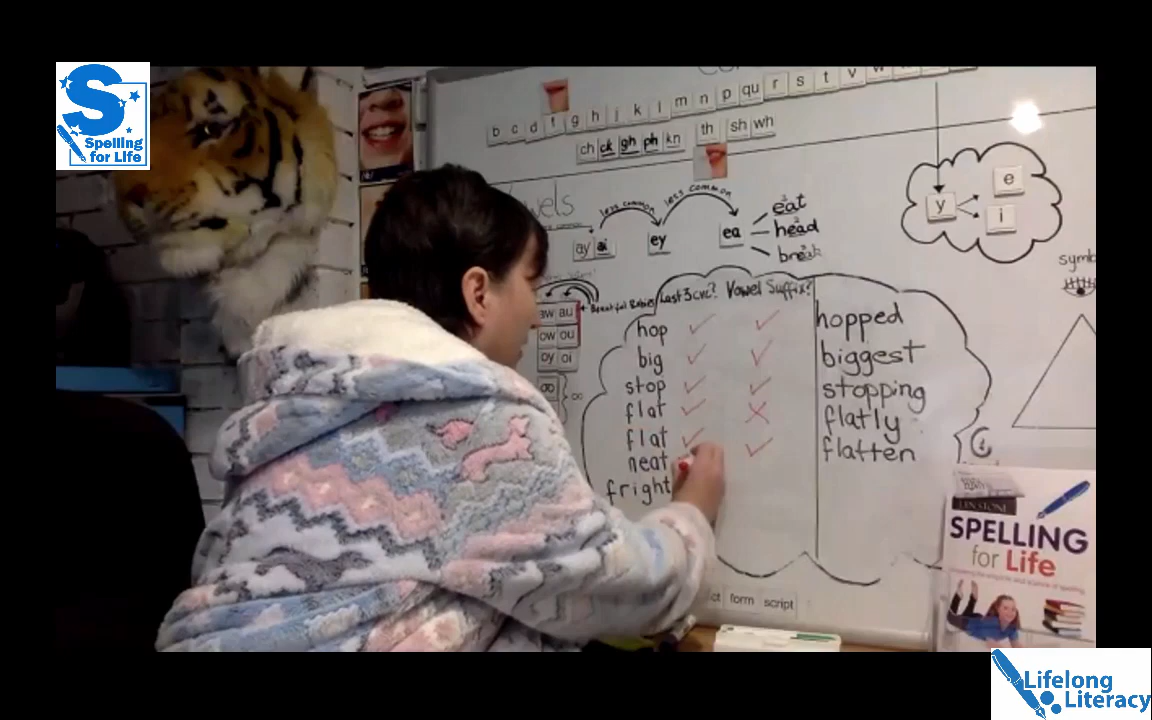 S
Spelling
for Life
b c d f g h j k l m n p qu r s t v w
ch ck gh ph kn th sh wh
y e i
less common less common
ay ai ey ea eat
head
break
aw au Beautiful Babies
ow ou
oy oi
oo oo
Last 3 cvc? Vowel Suffix?
hop ✓ ✓ hopped
big ✓ ✓ biggest
stop ✓ ✓ stopping
flat ✓ X flatly
flat ✓ ✓ flatten
neat
fright
form script
SPELLING
for Life
Lifelong
Literacy